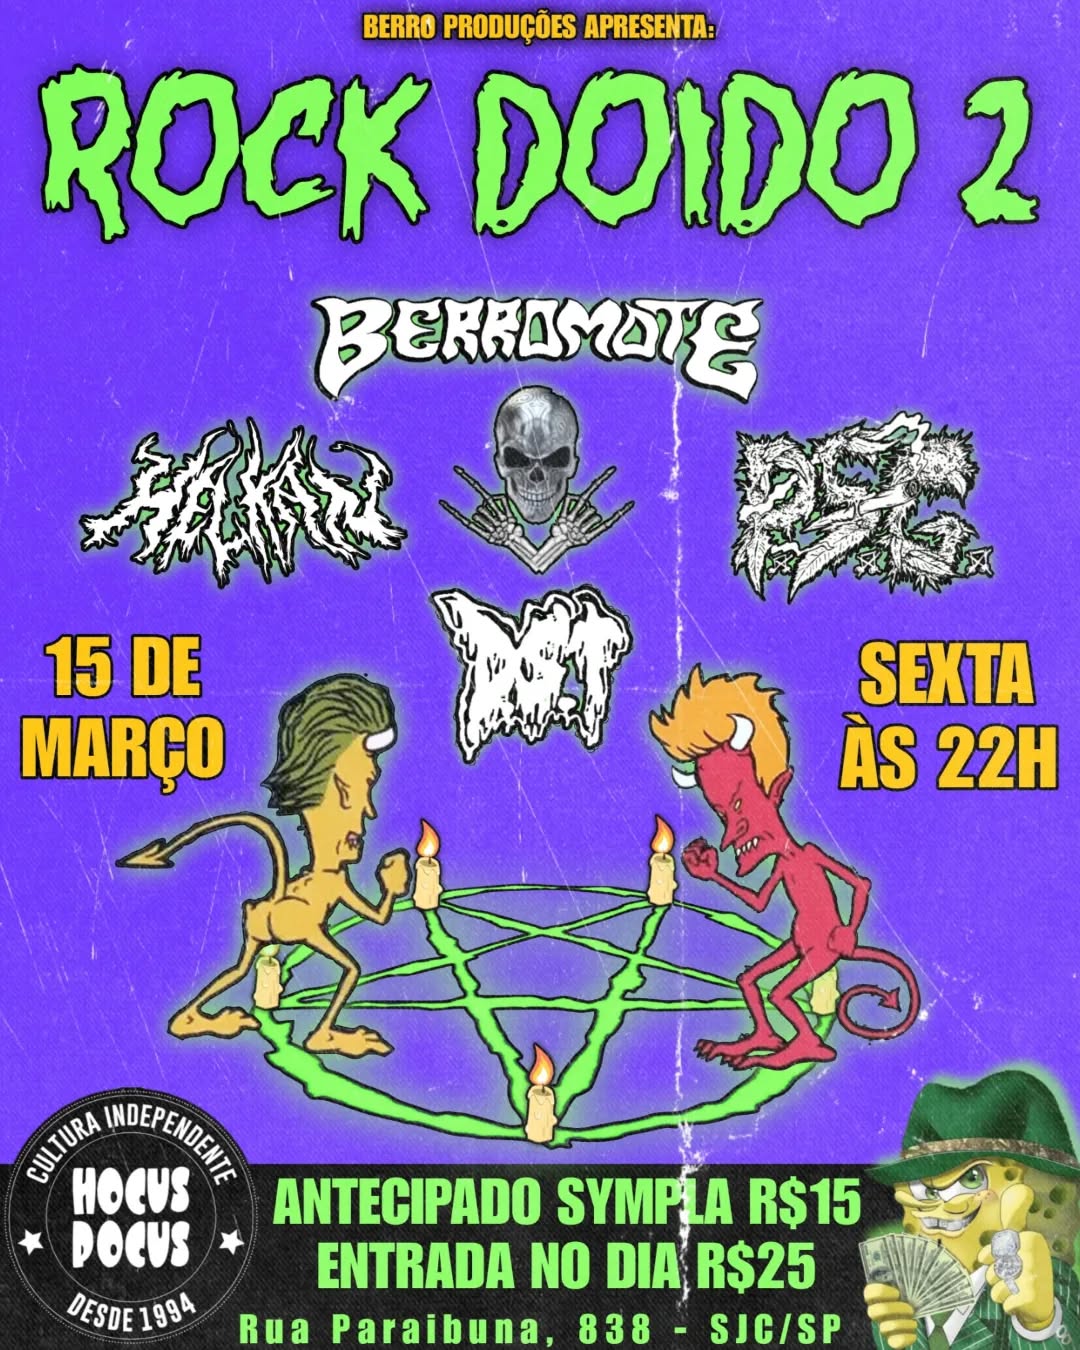 BERRO PRODUÇÕES APRESENTA:
ROCK DOIDO 2
BERROMOTE
HELKAN
D.S.T
15 DE
MARÇO
SEXTA
ÀS 22H
CULTURA INDEPENDENTE
HOCUS
POCUS
DESDE 1994
ANTECIPADO SYMPLA R$15
ENTRADA NO DIA R$25
Rua Paraibuna, 838 - SJC/SP